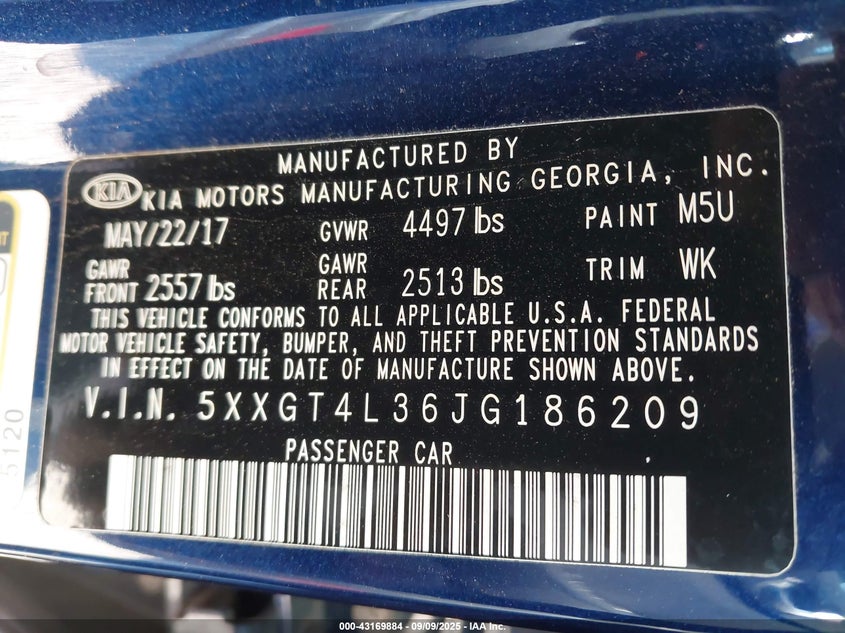 MANUFACTURED BY
KIA KIA MOTORS MANUFACTURING GEORGIA, INC.
MAY/22/17 GVWR 4497 lbs PAINT M5U
GAWR FRONT 2557 lbs GAWR REAR 2513 lbs TRIM WK
THIS VEHICLE CONFORMS TO ALL APPLICABLE U.S.A. FEDERAL
MOTOR VEHICLE SAFETY, BUMPER, AND THEFT PREVENTION STANDARDS
IN EFFECT ON THE DATE OF MANUFACTURE SHOWN ABOVE.
V.I.N. 5XXGT4L36JG186209
PASSENGER CAR
5120
000-43169884 | 09/09/2025 - IAA Inc.